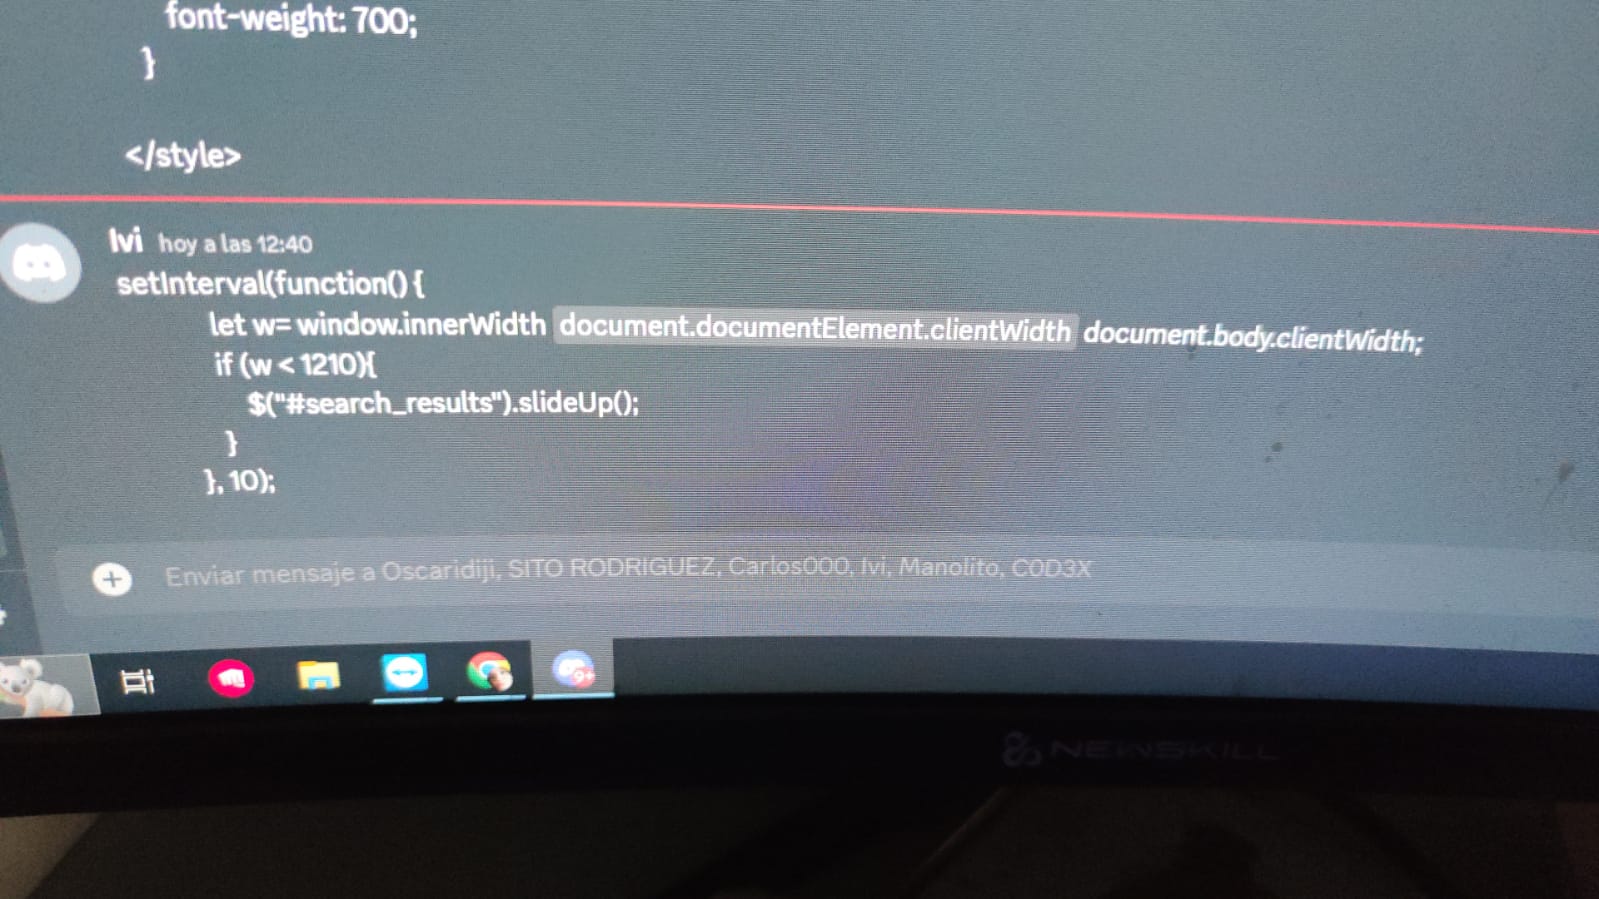 font-weight: 700;
}
</style>
Ivi hoy a las 12:40
setInterval(function() {
let w= window.innerWidth document.documentElement.clientWidth document.body.clientWidth;
if (w < 1210){
$("#search_results").slideUp();
}
}, 10);
Enviar mensaje a Oscaridiji, SITO RODRIGUEZ, Carlos000, Ivi, Manolito, C0D3X
9+
NEWSKILL